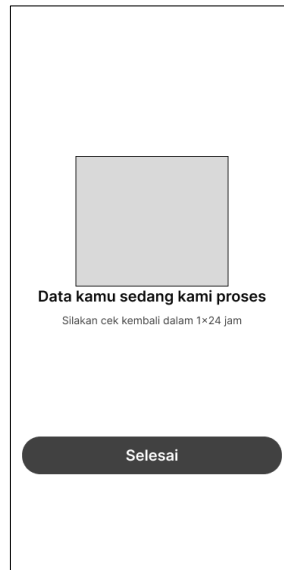 Data kamu sedang kami proses
Silakan cek kembali dalam 1×24 jam
Selesai